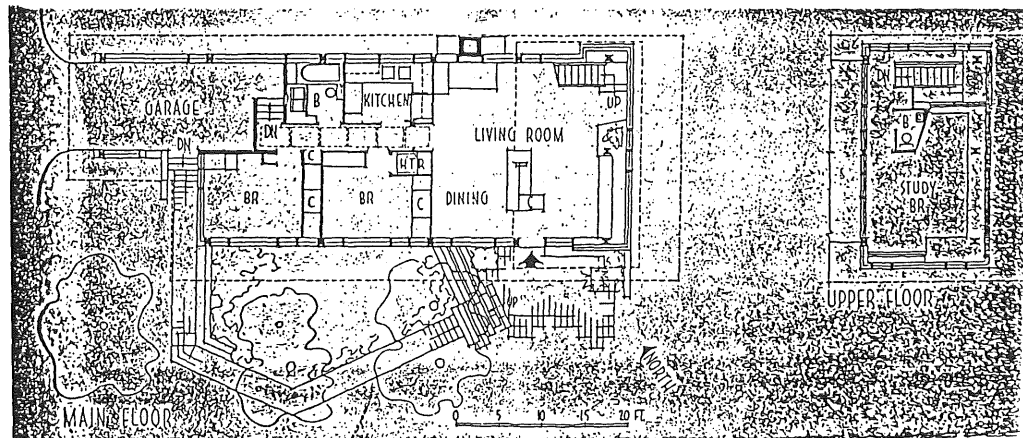 GARAGE
B
KITCHEN
DN
DN
LIVING ROOM
UP
C
HTR
BR
C
BR
C
DINING
C
UP
NORTH
MAIN FLOOR
0 5 10 15 20 FT.
DN
B
STUDY
BR
UPPER FLOOR